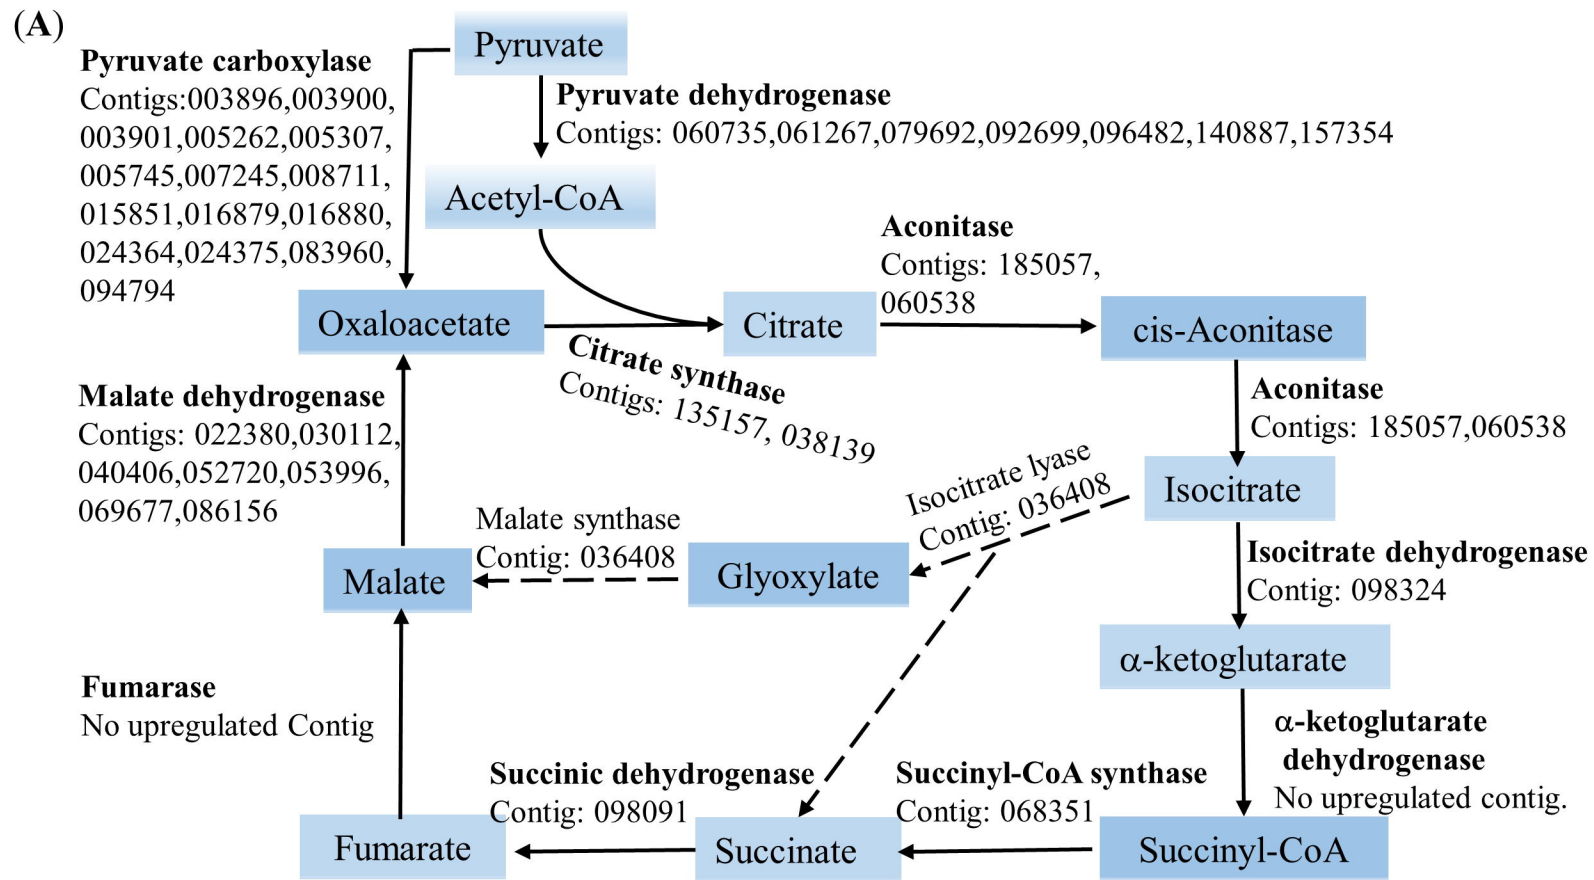 (A)
Pyruvate
Pyruvate carboxylase
Contigs:003896,003900,
003901,005262,005307,
005745,007245,008711,
015851,016879,016880,
024364,024375,083960,
094794
Pyruvate dehydrogenase
Contigs: 060735,061267,079692,092699,096482,140887,157354
Acetyl-CoA
Aconitase
Contigs: 185057,
060538
Oxaloacetate
Citrate
cis-Aconitase
Citrate synthase
Contigs: 135157, 038139
Malate dehydrogenase
Contigs: 022380,030112,
040406,052720,053996,
069677,086156
Aconitase
Contigs: 185057,060538
Isocitrate lyase
Contig: 036408
Isocitrate
Malate synthase
Contig: 036408
Glyoxylate
Malate
Isocitrate dehydrogenase
Contig: 098324
α-ketoglutarate
Fumarase
No upregulated Contig
α-ketoglutarate
dehydrogenase
No upregulated contig.
Succinic dehydrogenase
Contig: 098091
Succinyl-CoA synthase
Contig: 068351
Fumarate
Succinate
Succinyl-CoA